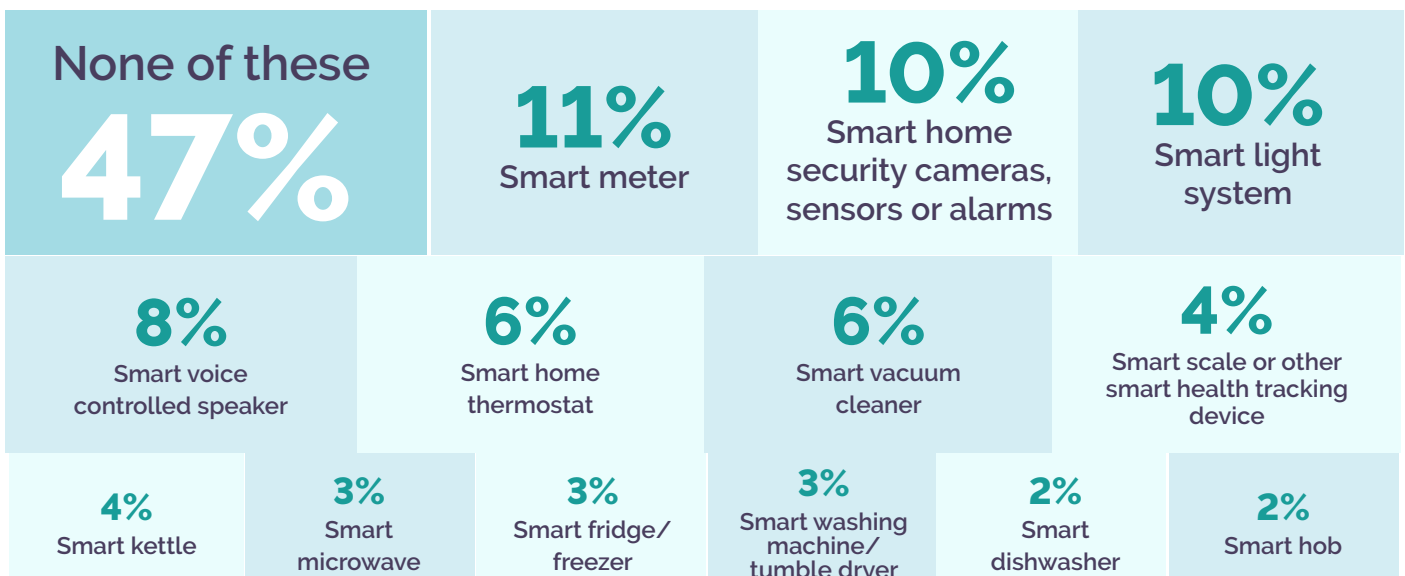 None of these
47%
11%
Smart meter
10%
Smart home
security cameras,
sensors or alarms
10%
Smart light
system
8%
Smart voice
controlled speaker
6%
Smart home
thermostat
6%
Smart vacuum
cleaner
4%
Smart scale or other
smart health tracking
device
4%
Smart kettle
3%
Smart
microwave
3%
Smart fridge/
freezer
3%
Smart washing
machine/
tumble dryer
2%
Smart
dishwasher
2%
Smart hob